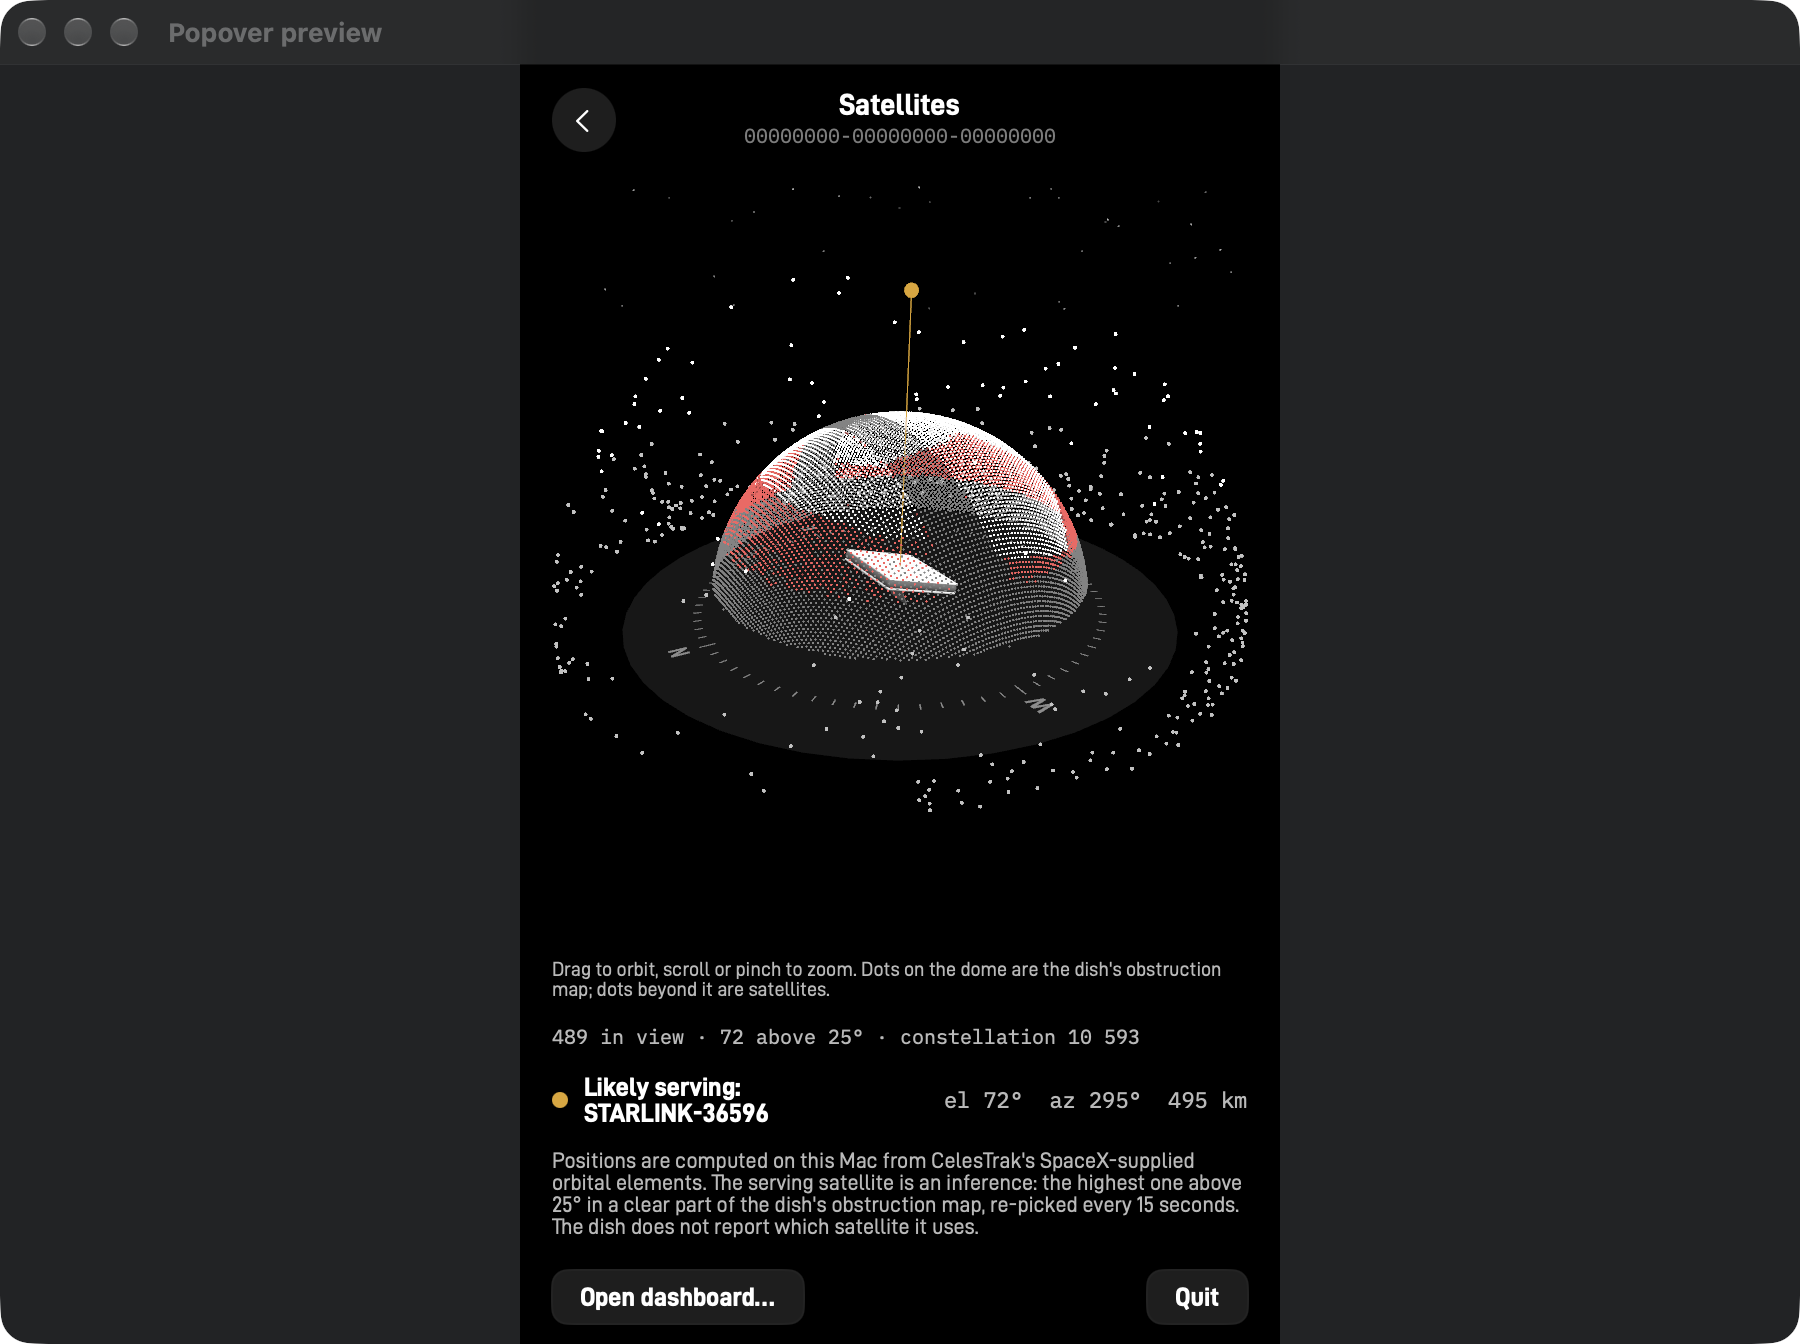 Popover preview
Satellites
00000000-00000000-00000000
N
W
Drag to orbit, scroll or pinch to zoom. Dots on the dome are the dish's obstruction
map; dots beyond it are satellites.
489 in view · 72 above 25° · constellation 10 593
Likely serving:
STARLINK-36596
el 72° az 295° 495 km
Positions are computed on this Mac from CelesTrak's SpaceX-supplied
orbital elements. The serving satellite is an inference: the highest one above
25° in a clear part of the dish's obstruction map, re-picked every 15 seconds.
The dish does not report which satellite it uses.
Open dashboard...
Quit